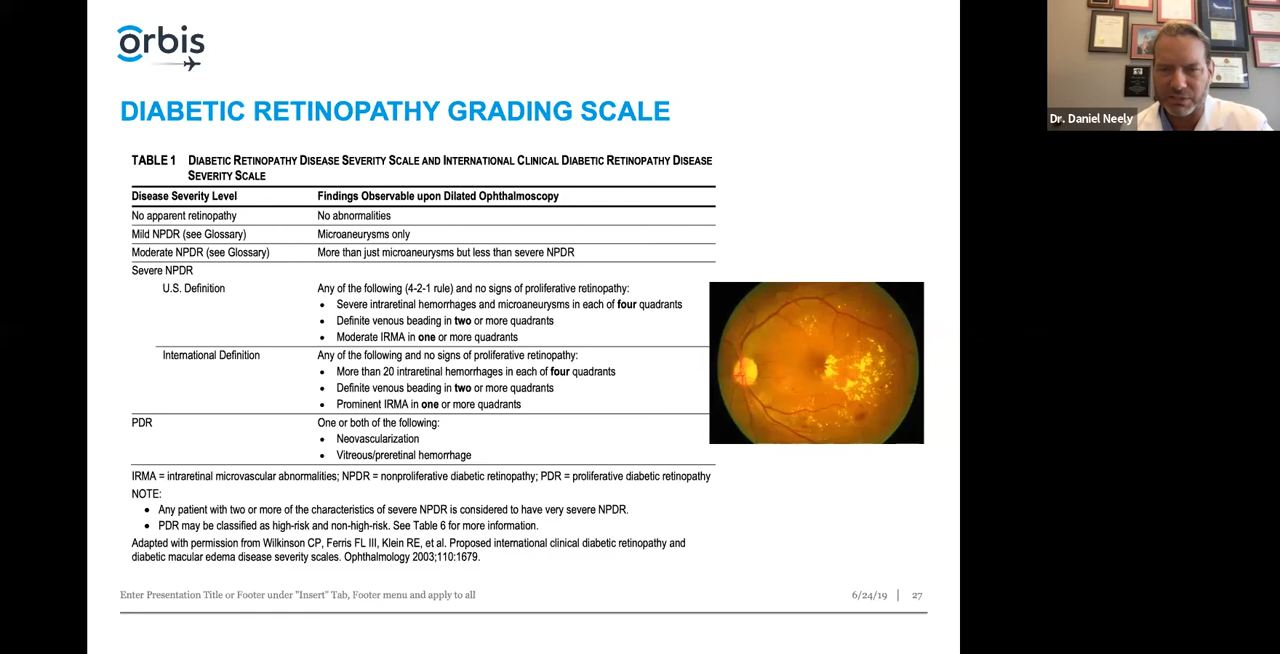 orbis
Dr. Daniel Neely
DIABETIC RETINOPATHY GRADING SCALE
TABLE 1 DIABETIC RETINOPATHY DISEASE SEVERITY SCALE AND INTERNATIONAL CLINICAL DIABETIC RETINOPATHY DISEASE
SEVERITY SCALE
Disease Severity Level Findings Observable upon Dilated Ophthalmoscopy
No apparent retinopathy No abnormalities
Mild NPDR (see Glossary) Microaneurysms only
Moderate NPDR (see Glossary) More than just microaneurysms but less than severe NPDR
Severe NPDR
U.S. Definition Any of the following (4-2-1 rule) and no signs of proliferative retinopathy:
• Severe intraretinal hemorrhages and microaneurysms in each of four quadrants
• Definite venous beading in two or more quadrants
• Moderate IRMA in one or more quadrants
International Definition Any of the following and no signs of proliferative retinopathy:
• More than 20 intraretinal hemorrhages in each of four quadrants
• Definite venous beading in two or more quadrants
• Prominent IRMA in one or more quadrants
PDR One or both of the following:
• Neovascularization
• Vitreous/preretinal hemorrhage
IRMA = intraretinal microvascular abnormalities; NPDR = nonproliferative diabetic retinopathy; PDR = proliferative diabetic retinopathy
NOTE:
• Any patient with two or more of the characteristics of severe NPDR is considered to have very severe NPDR.
• PDR may be classified as high-risk and non-high-risk. See Table 6 for more information.
Adapted with permission from Wilkinson CP, Ferris FL III, Klein RE, et al. Proposed international clinical diabetic retinopathy and
diabetic macular edema disease severity scales. Ophthalmology 2003;110:1679.
Enter Presentation Title or Footer under "Insert" Tab, Footer menu and apply to all 6/24/19 | 27